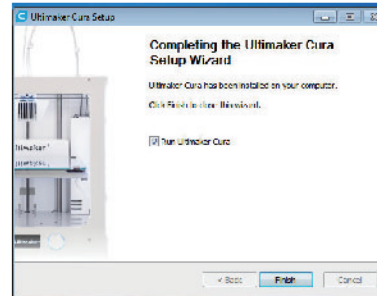 Ultimaker Cura Setup
Completing the Ultimaker Cura
Setup Wizard
Ultimaker Cura has been installed on your computer.
Click Finish to close this wizard.
Run Ultimaker Cura
Ultimaker
< Back
Finish
Cancel